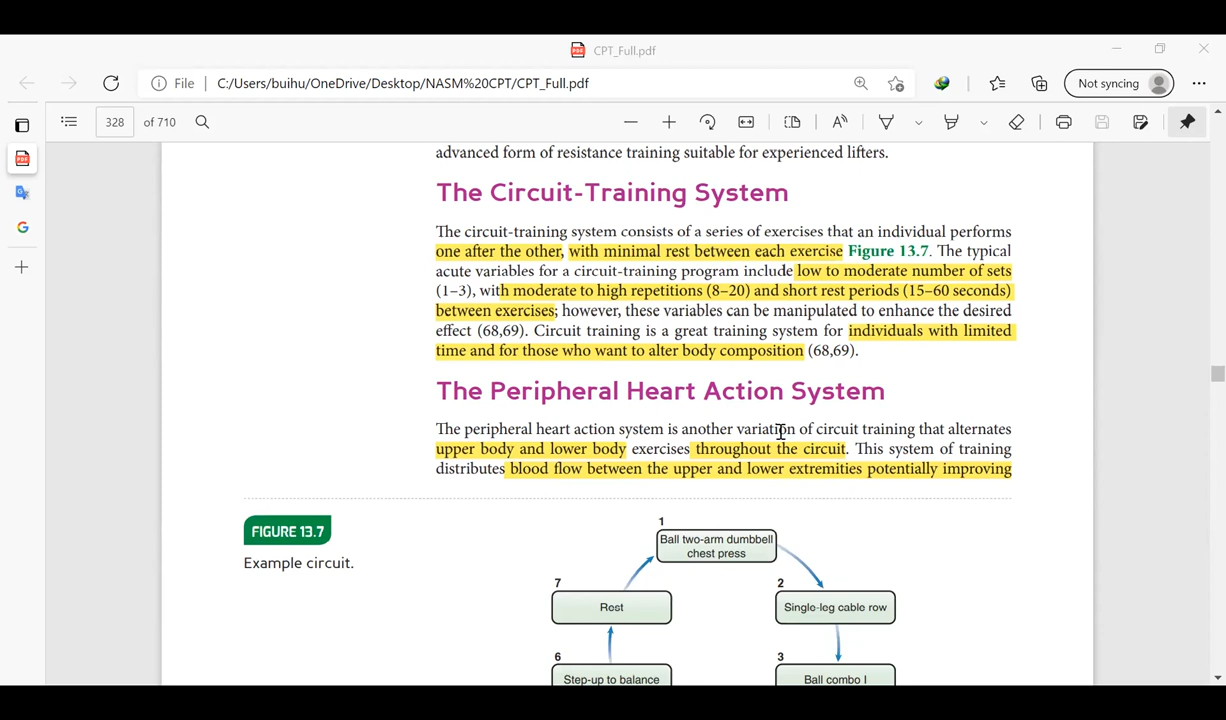 CPT_Full.pdf
File | C:/Users/buihu/OneDrive/Desktop/NASM%20CPT/CPT_Full.pdf
Not syncing
328 of 710
advanced form of resistance training suitable for experienced lifters.
The Circuit-Training System
The circuit-training system consists of a series of exercises that an individual performs
one after the other, with minimal rest between each exercise Figure 13.7. The typical
acute variables for a circuit-training program include low to moderate number of sets
(1–3), with moderate to high repetitions (8–20) and short rest periods (15–60 seconds)
between exercises; however, these variables can be manipulated to enhance the desired
effect (68,69). Circuit training is a great training system for individuals with limited
time and for those who want to alter body composition (68,69).
The Peripheral Heart Action System
The peripheral heart action system is another variation of circuit training that alternates
upper body and lower body exercises throughout the circuit. This system of training
distributes blood flow between the upper and lower extremities potentially improving
FIGURE 13.7
Example circuit.
1
Ball two-arm dumbbell
chest press
7
Rest
2
Single-leg cable row
6
Step-up to balance
3
Ball combo I